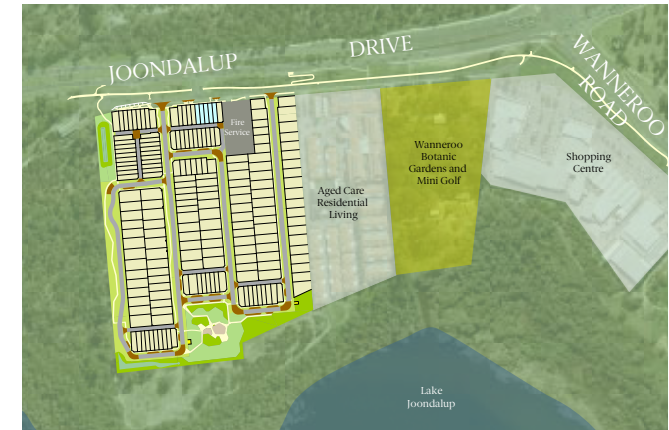 JOONDALUP DRIVE
WANNEROO
ROAD
Fire
Service
Wanneroo
Botanic
Gardens and
Mini Golf
Shopping
Centre
Aged Care
Residential
Living
Lake
Joondalup